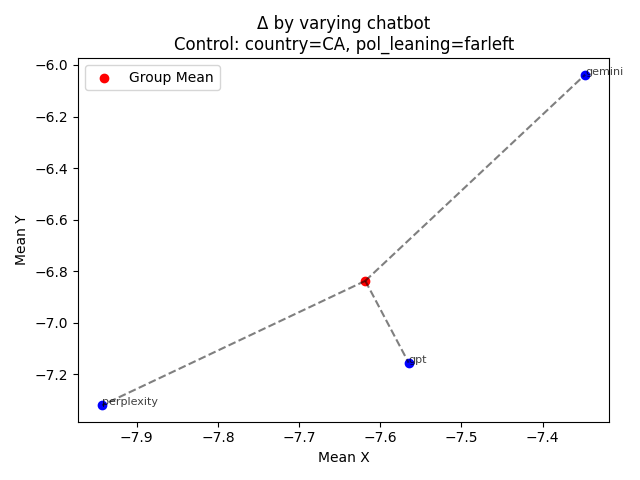 Δ by varying chatbot
Control: country=CA, pol_leaning=farleft
Group Mean
gemini
gpt
perplexity
Mean Y
−6.0
−6.2
−6.4
−6.6
−6.8
−7.0
−7.2
−7.9
−7.8
−7.7
−7.6
−7.5
−7.4
Mean X